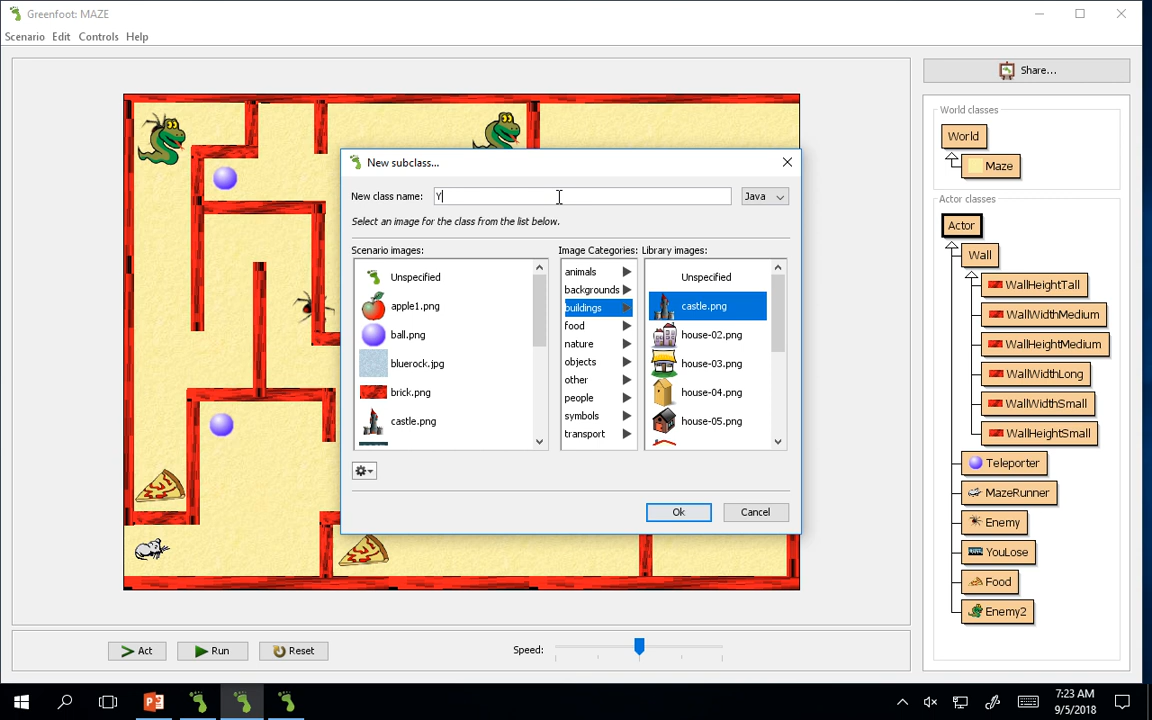 Greenfoot: MAZE
Scenario Edit Controls Help
Share...
World classes
World
Maze
Actor classes
Actor
Wall
WallHeightTall
WallWidthMedium
WallHeightMedium
WallWidthLong
WallWidthSmall
WallHeightSmall
Teleporter
MazeRunner
Enemy
YouLose
Food
Enemy2
New subclass...
New class name: Y Java
Select an image for the class from the list below.
Scenario images: Image Categories: Library images:
Unspecified
apple1.png
ball.png
bluerock.jpg
brick.png
castle.png
animals
backgrounds
buildings
food
nature
objects
other
people
symbols
transport
Unspecified
castle.png
house-02.png
house-03.png
house-04.png
house-05.png
Ok Cancel
Act Run Reset Speed:
7:23 AM
9/5/2018